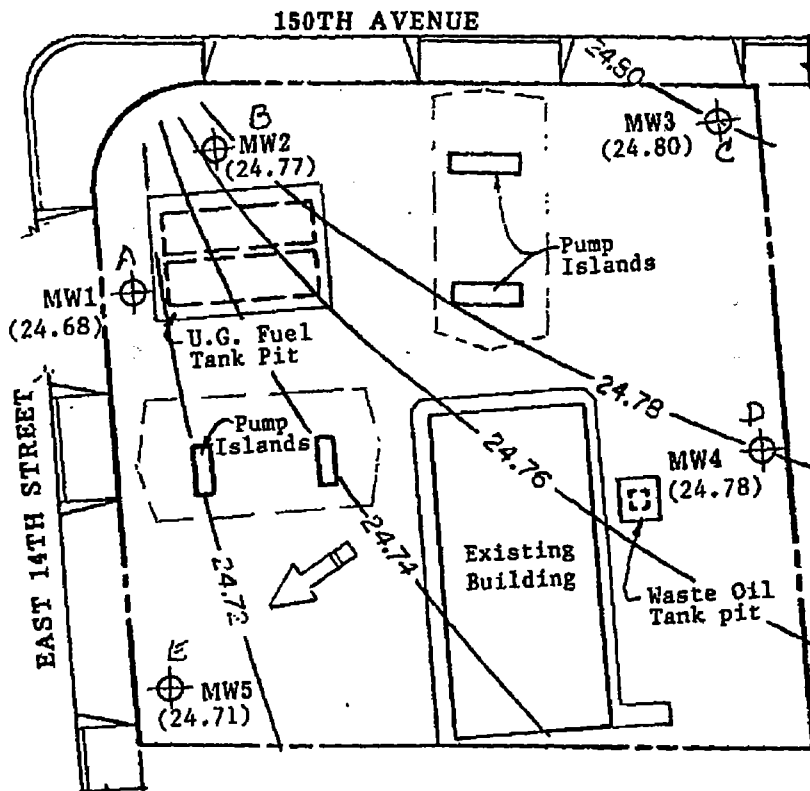 150TH AVENUE
24.80
B
MW2
(24.77)
MW3
(24.80)
C
Pump
Islands
A
MW1
(24.68)
U.G. Fuel
Tank Pit
24.78
D
Pump
Islands
24.76
MW4
(24.78)
EAST 14TH STREET
24.74
24.72
Existing
Building
Waste Oil
Tank pit
E
MW5
(24.71)